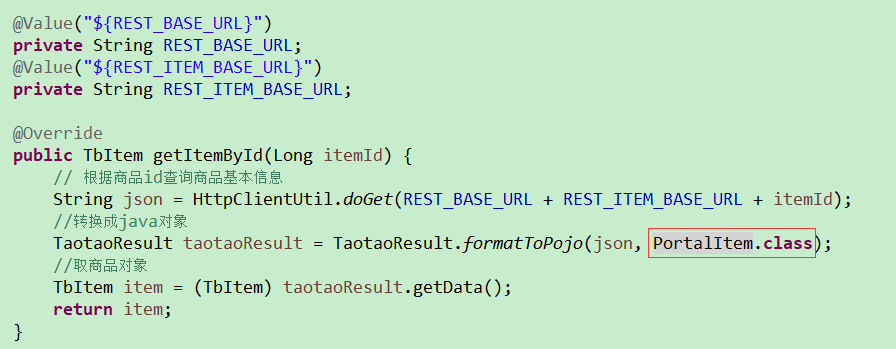 @Value("${REST_BASE_URL}")
private String REST_BASE_URL;
@Value("${REST_ITEM_BASE_URL}")
private String REST_ITEM_BASE_URL;
@Override
public TbItem getItemById(Long itemId) {
// 根据商品id查询商品基本信息
String json = HttpClientUtil.doGet(REST_BASE_URL + REST_ITEM_BASE_URL + itemId);
//转换成java对象
TaotaoResult taotaoResult = TaotaoResult.formatToPojo(json, PortalItem.class);
//取商品对象
TbItem item = (TbItem) taotaoResult.getData();
return item;
}